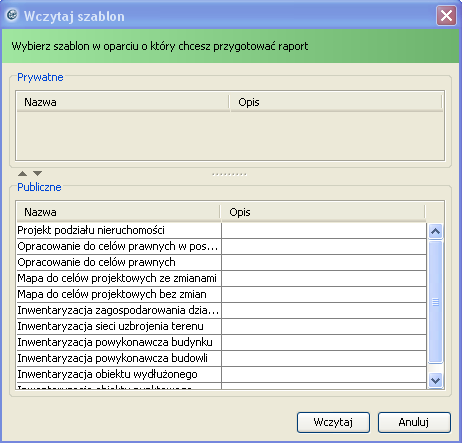 Wczytaj szablon
Wybierz szablon w oparciu o który chcesz przygotować raport
Prywatne
Nazwa Opis
Publiczne
Nazwa Opis
Projekt podziału nieruchomości
Opracowanie do celów prawnych w pos...
Opracowanie do celów prawnych
Mapa do celów projektowych ze zmianami
Mapa do celów projektowych bez zmian
Inwentaryzacja zagospodarowania dzia...
Inwentaryzacja sieci uzbrojenia terenu
Inwentaryzacja powykonawcza budynku
Inwentaryzacja powykonawcza budowli
Inwentaryzacja obiektu wydłużonego
Inwentaryzacja obiektu punktowego
Wczytaj Anuluj